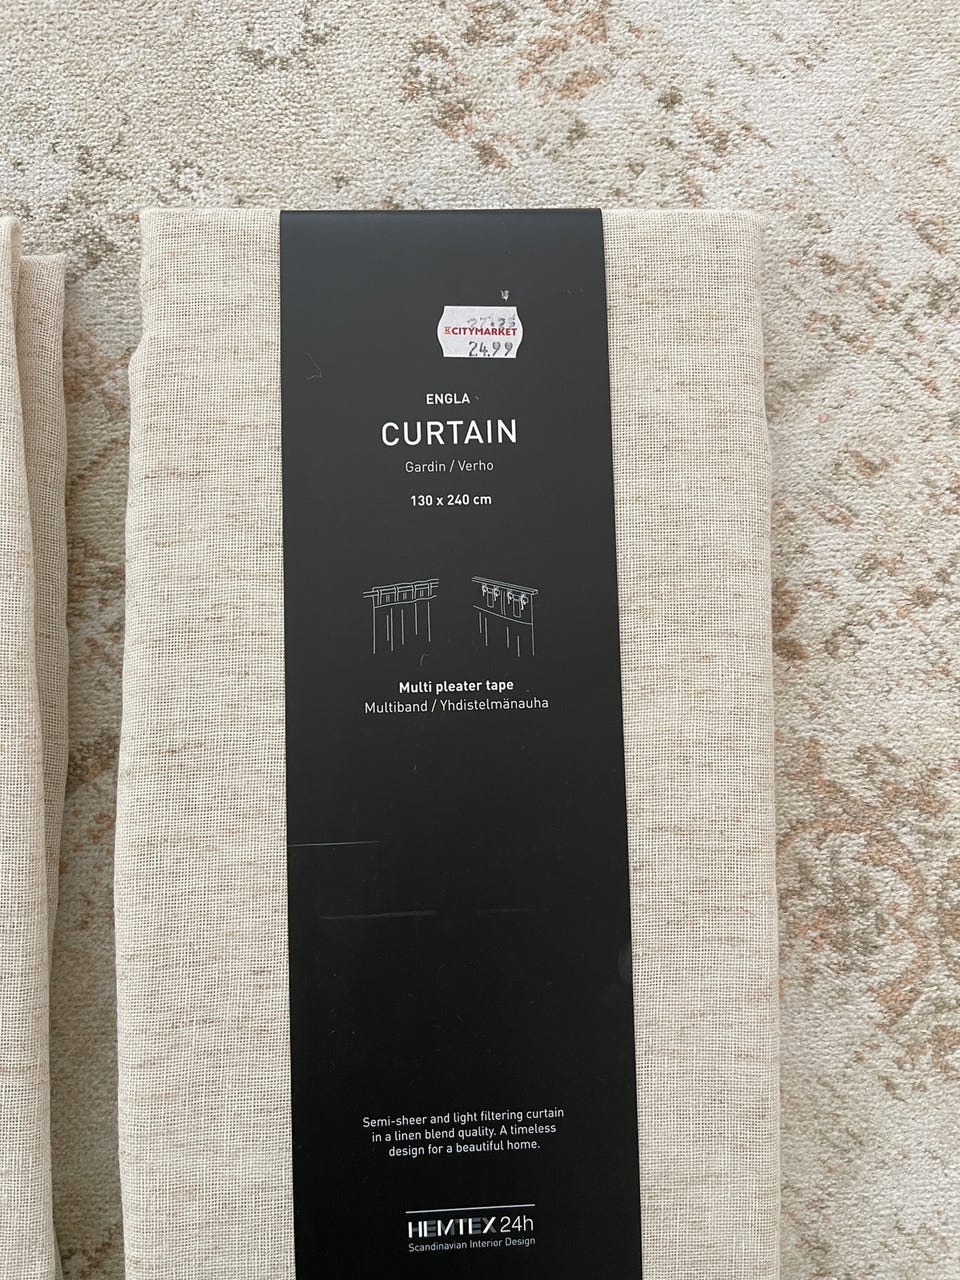 CITYMARKET
24.99
ENGLA
CURTAIN
Gardin / Verho
130 x 240 cm
Multi pleater tape
Multiband / Yhdistelmänauha
Semi-sheer and light filtering curtain
in a linen blend quality. A timeless
design for a beautiful home.
HEMTEX 24h
Scandinavian Interior Design